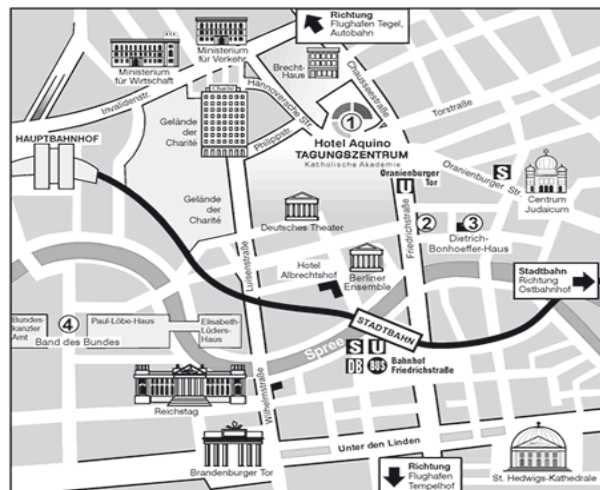 Richtung
Flughafen Tegel,
Autobahn
Ministerium
für Verkehr
Ministerium
für Wirtschaft
Brecht-
Haus
Chausseestraße
Invalidenstr.
Charité
Hannoversche Str.
Torstraße
Gelände
der
Charité
Philippstr.
1
Hotel Aquino
TAGUNGSZENTRUM
Katholische Akademie
HAUPTBAHNHOF
Oranienburger
Tor
U
Oranienburger Str.
S
Centrum
Judaicum
Gelände
der
Charité
Deutsches Theater
Friedrichstraße
2
3
Dietrich-
Bonhoeffer-Haus
Luisenstraße
Hotel
Albrechtshof
Berliner
Ensemble
Stadtbahn
Richtung
Ostbahnhof
Bundes-
kanzler
Amt
4
Paul-Löbe-Haus
Elisabeth-
Lüders-
Haus
Band des Bundes
STADTBAHN
Spree
S U
DB BUS
Bahnhof
Friedrichstraße
Reichstag
Wilhelmstraße
Unter den Linden
Brandenburger Tor
Richtung
Flughafen
Tempelhof
St. Hedwigs-Kathedrale